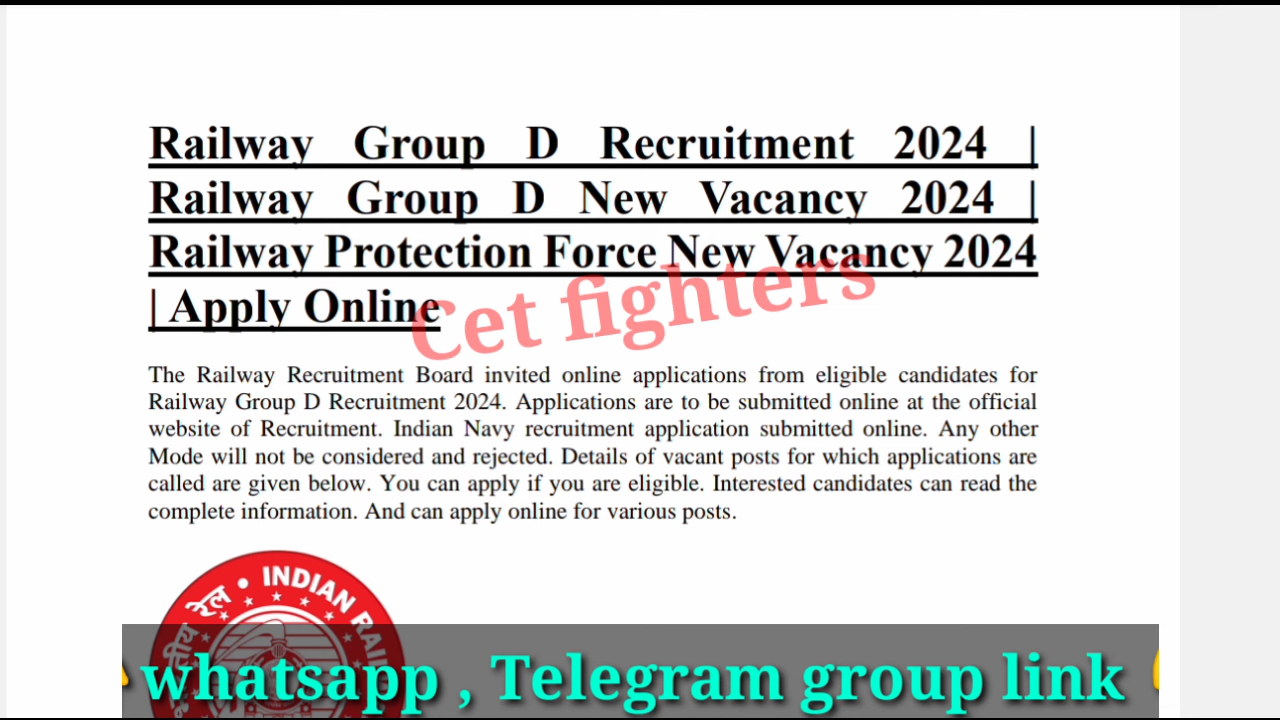 Railway Group D Recruitment 2024 |
Railway Group D New Vacancy 2024 |
Railway Protection Force New Vacancy 2024
| Apply Online
Cet fighters
The Railway Recruitment Board invited online applications from eligible candidates for
Railway Group D Recruitment 2024. Applications are to be submitted online at the official
website of Recruitment. Indian Navy recruitment application submitted online. Any other
Mode will not be considered and rejected. Details of vacant posts for which applications are
called are given below. You can apply if you are eligible. Interested candidates can read the
complete information. And can apply online for various posts.
तीय रेल • INDIAN RAIL
whatsapp , Telegram group link